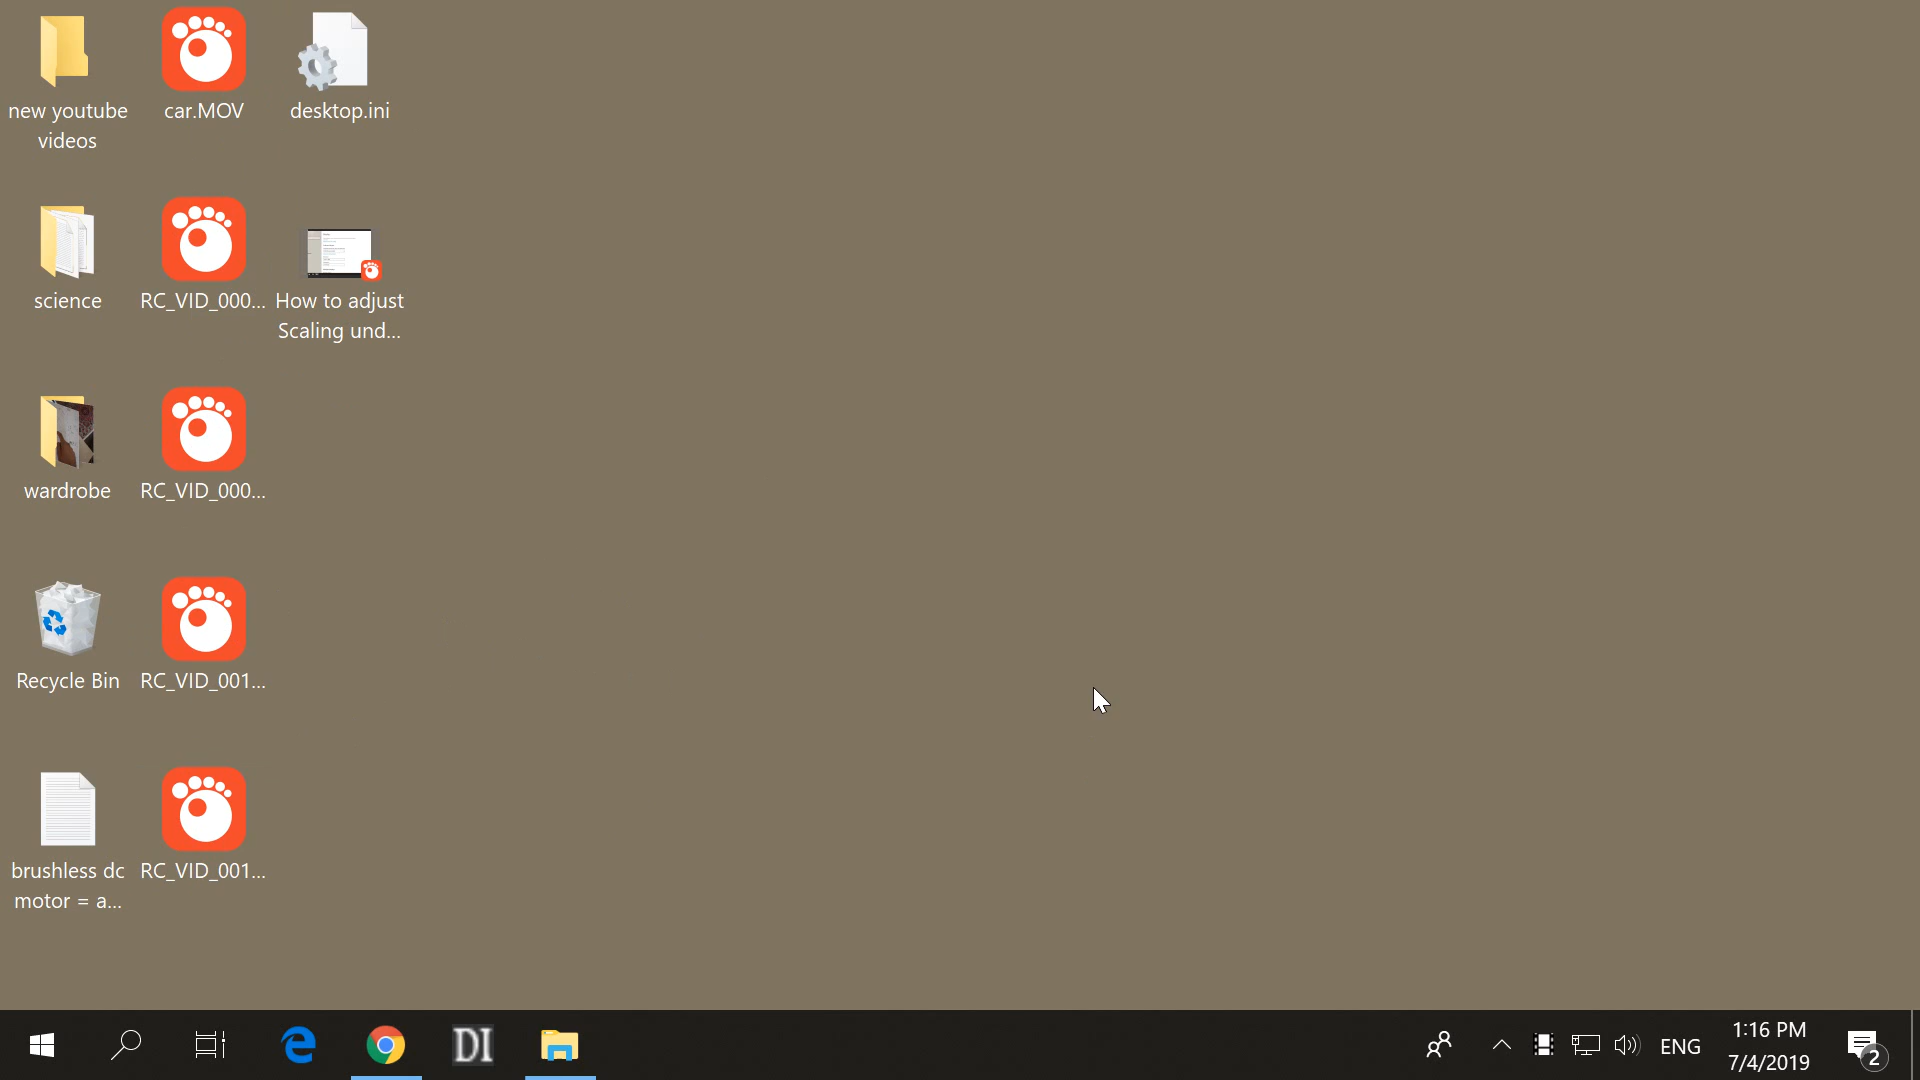 new youtube
videos
car.MOV
desktop.ini
science
RC_VID_000...
How to adjust
Scaling und...
wardrobe
RC_VID_000...
Recycle Bin
RC_VID_001...
brushless dc
motor = a...
RC_VID_001...
DI
ENG
1:16 PM
7/4/2019
2